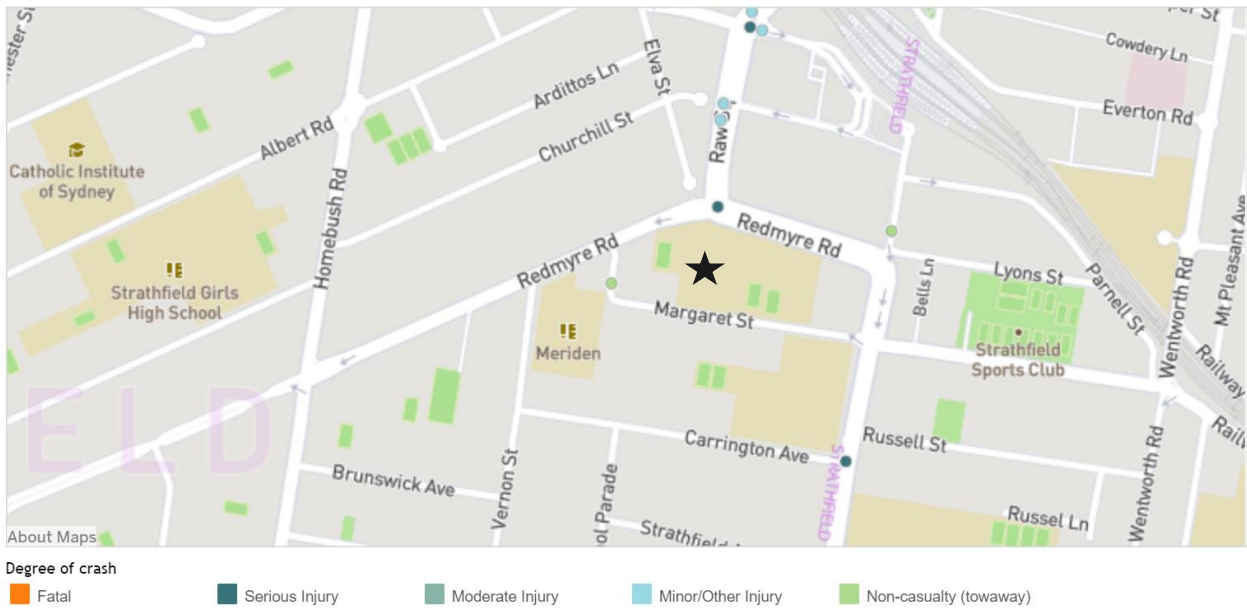 Elva St
Cowdery Ln
STRATHFIELD
Ardittos Ln
Everton Rd
Churchill St
Albert Rd
Catholic Institute
of Sydney
Homebush Rd
Redmyre Rd
Redmyre Rd
Mt Pleasant Ave
Strathfield Girls
High School
Bells Ln
Lyons St
Parnell St
Wentworth Rd
Margaret St
Meriden
Strathfield
Sports Club
Railway
ELD
Russell St
Carrington Ave
STRATHFIELD
Brunswick Ave
Vernon St
Wentworth Rd
Russel Ln
Strathfield
About Maps
Degree of crash
Fatal
Serious Injury
Moderate Injury
Minor/Other Injury
Non-casualty (towaway)